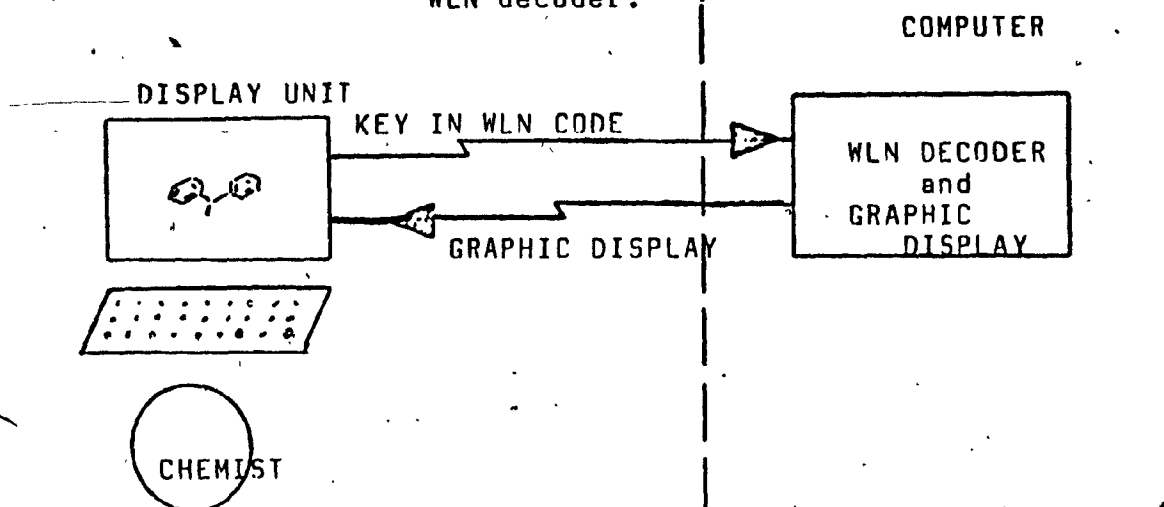 WLN decoder.
COMPUTER
DISPLAY UNIT
KEY IN WLN CODE
WLN DECODER
and
GRAPHIC
DISPLAY
GRAPHIC DISPLAY
CHEMIST